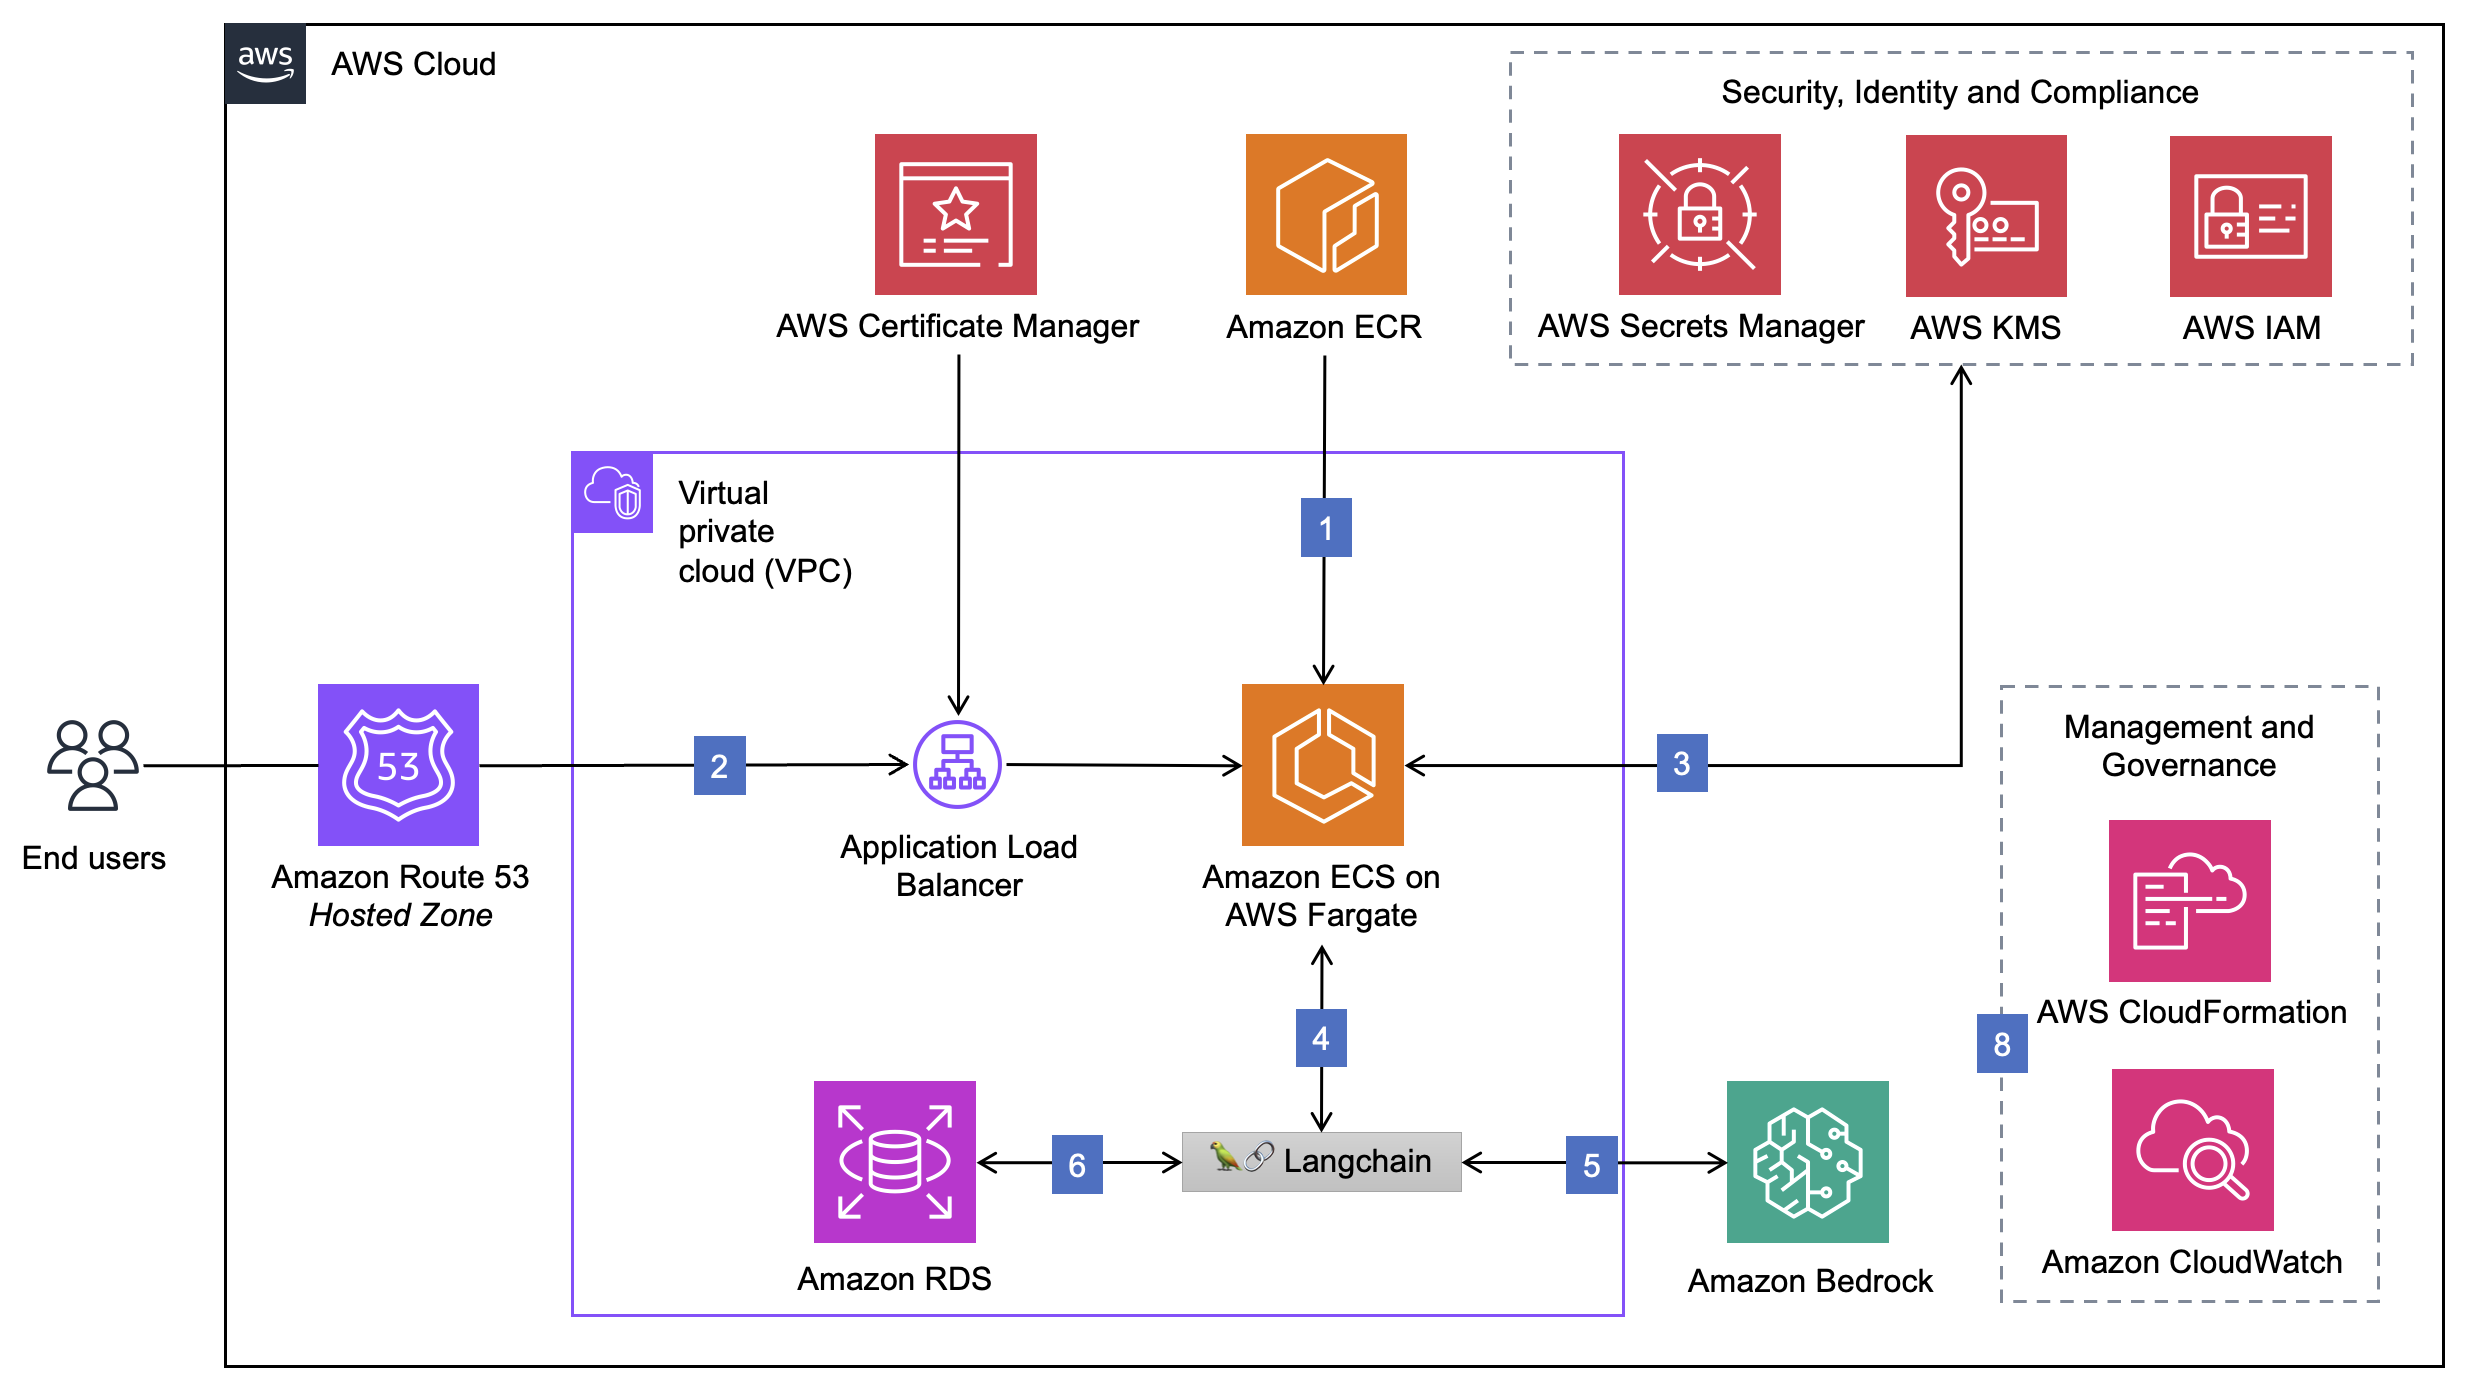 aws
AWS Cloud
Security, Identity and Compliance
AWS Certificate Manager
Amazon ECR
AWS Secrets Manager
AWS KMS
AWS IAM
Virtual
private
cloud (VPC)
1
53
2
3
End users
Amazon Route 53
Hosted Zone
Application Load
Balancer
Amazon ECS on
AWS Fargate
Management and
Governance
AWS CloudFormation
8
4
6
Langchain
5
Amazon RDS
Amazon Bedrock
Amazon CloudWatch